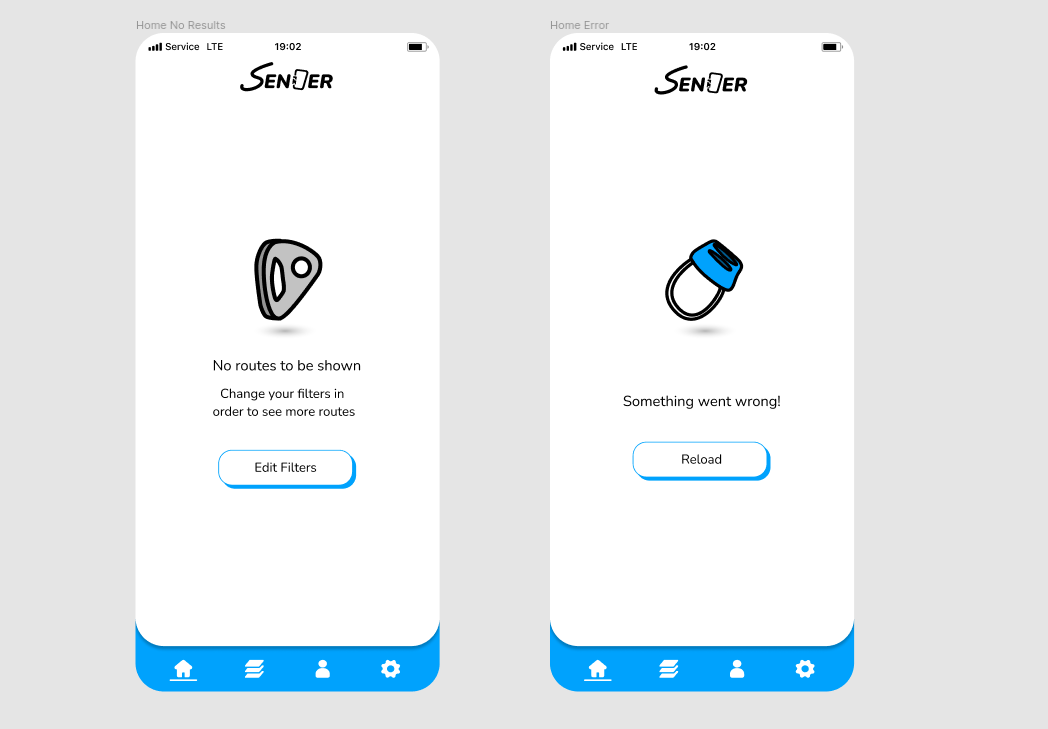 Home No Results
Service LTE 19:02
SENDER
No routes to be shown
Change your filters in
order to see more routes
Edit Filters
Home Error
Service LTE 19:02
SENDER
Something went wrong!
Reload